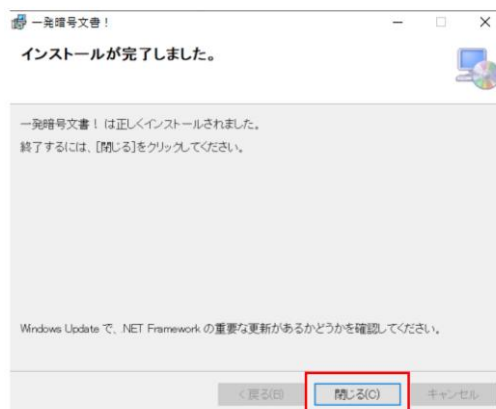 一発暗号文書！
インストールが完了しました。
一発暗号文書！ は正しくインストールされました。
終了するには、[閉じる]をクリックしてください。
Windows Update で、.NET Framework の重要な更新があるかどうかを確認してください。
< 戻る(B) 閉じる(C) キャンセル